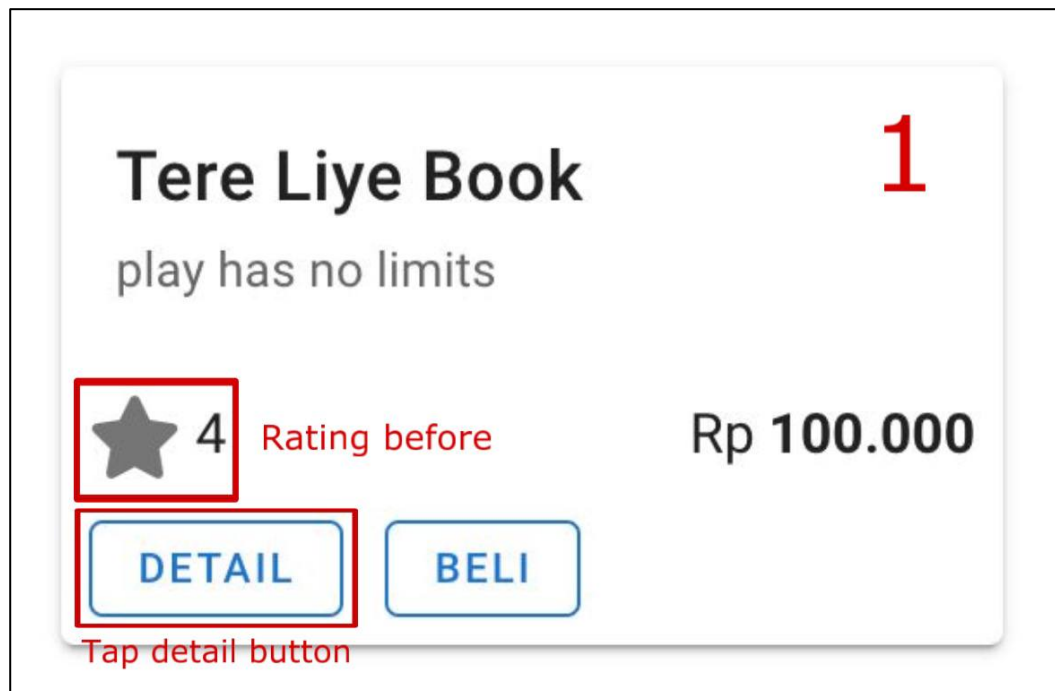 1
Tere Liye Book
play has no limits
4 Rating before Rp 100.000
DETAIL BELI
Tap detail button